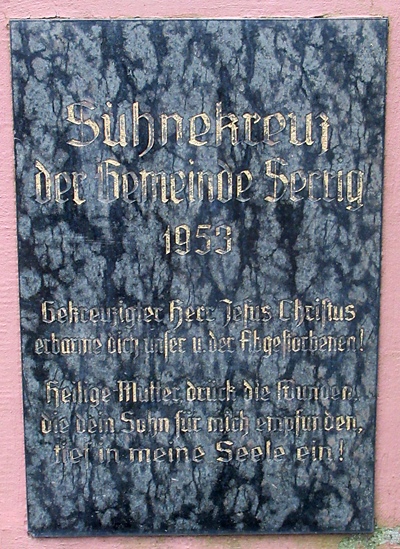 Sühnekreuz
der Gemeinde Serrig
1953
Gekreuzigter Herr Jesus Christus
erbarme dich unser u. der Abgestorbenen!
Heilige Mutter, drück die Wunden,
die dein Sohn für mich empfunden,
tief in meine Seele ein!